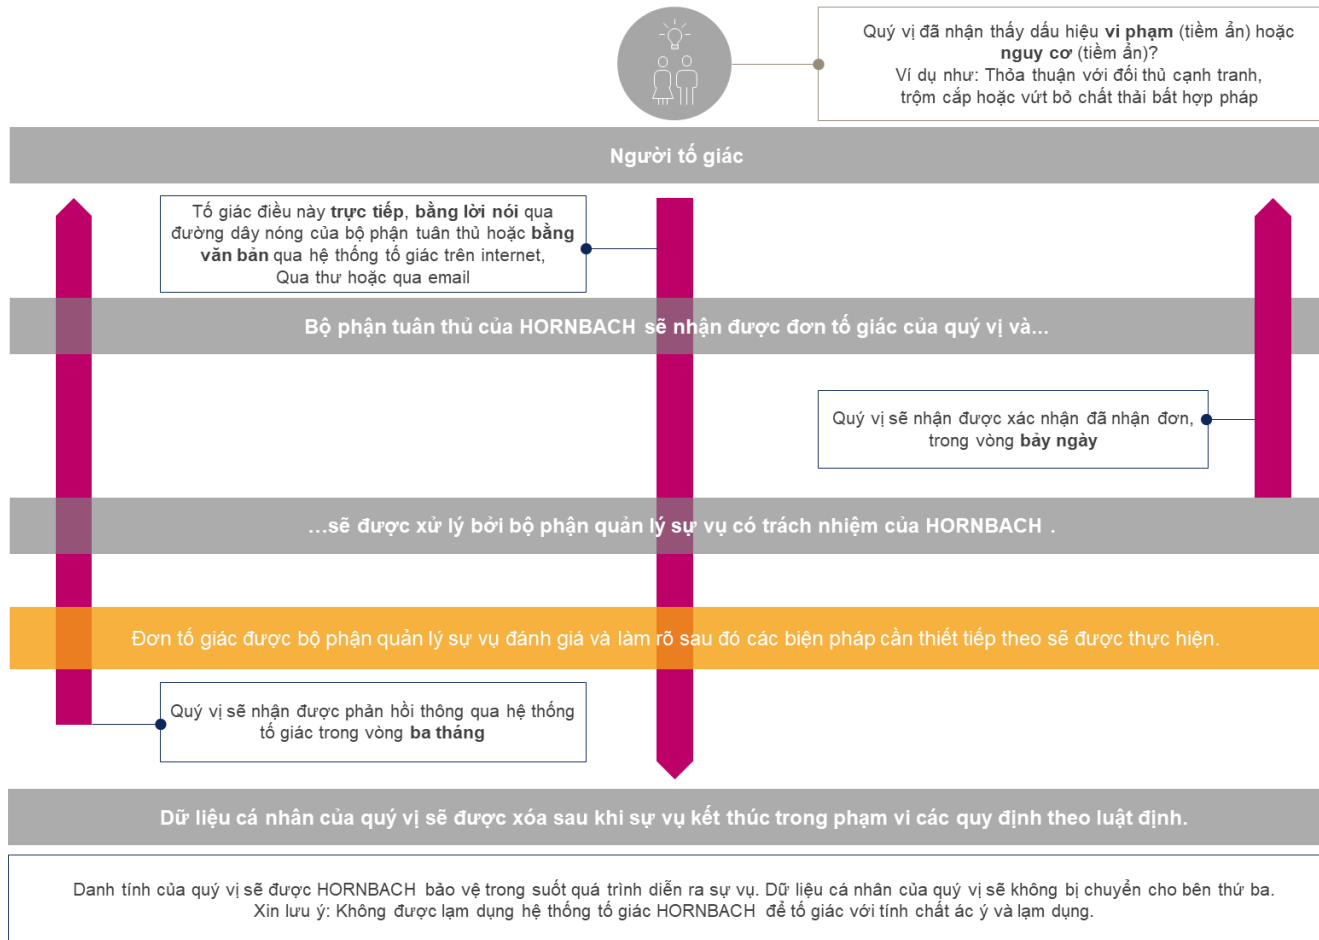 Quý vị đã nhận thấy dấu hiệu vi phạm (tiềm ẩn) hoặc
nguy cơ (tiềm ẩn)?
Ví dụ như: Thỏa thuận với đối thủ cạnh tranh,
trộm cắp hoặc vứt bỏ chất thải bất hợp pháp
Người tố giác
Tố giác điều này trực tiếp, bằng lời nói qua
đường dây nóng của bộ phận tuân thủ hoặc bằng
văn bản qua hệ thống tố giác trên internet,
Qua thư hoặc qua email
Bộ phận tuân thủ của HORNBACH sẽ nhận được đơn tố giác của quý vị và...
Quý vị sẽ nhận được xác nhận đã nhận đơn,
trong vòng bảy ngày
...sẽ được xử lý bởi bộ phận quản lý sự vụ có trách nhiệm của HORNBACH .
Đơn tố giác được bộ phận quản lý sự vụ đánh giá và làm rõ sau đó các biện pháp cần thiết tiếp theo sẽ được thực hiện.
Quý vị sẽ nhận được phản hồi thông qua hệ thống
tố giác trong vòng ba tháng
Dữ liệu cá nhân của quý vị sẽ được xóa sau khi sự vụ kết thúc trong phạm vi các quy định theo luật định.
Danh tính của quý vị sẽ được HORNBACH bảo vệ trong suốt quá trình diễn ra sự vụ. Dữ liệu cá nhân của quý vị sẽ không bị chuyển cho bên thứ ba.
Xin lưu ý: Không được lạm dụng hệ thống tố giác HORNBACH để tố giác với tính chất ác ý và lạm dụng.